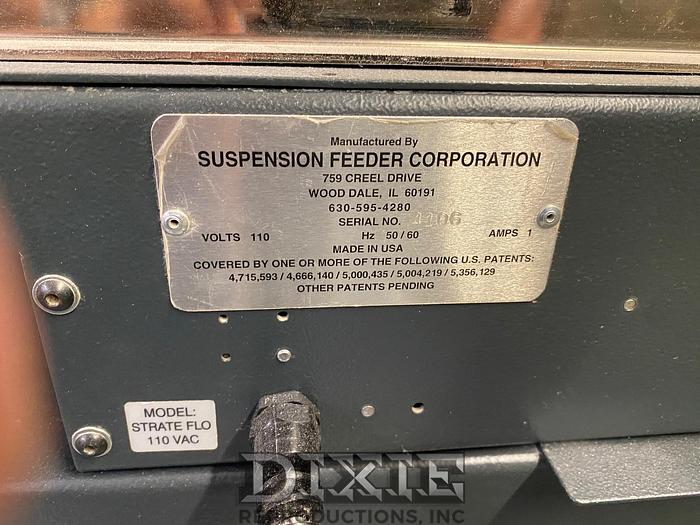 Manufactured By
SUSPENSION FEEDER CORPORATION
759 CREEL DRIVE
WOOD DALE, IL 60191
630-595-4280
SERIAL NO.
VOLTS 110 Hz 50/60 AMPS 1
MADE IN USA
COVERED BY ONE OR MORE OF THE FOLLOWING U.S. PATENTS:
4,715,593 / 4,666,140 / 5,000,435 / 5,004,219 / 5,356,129
OTHER PATENTS PENDING
MODEL:
STRATE FLO
110 VAC
DIXIE
REPRODUCTIONS, INC